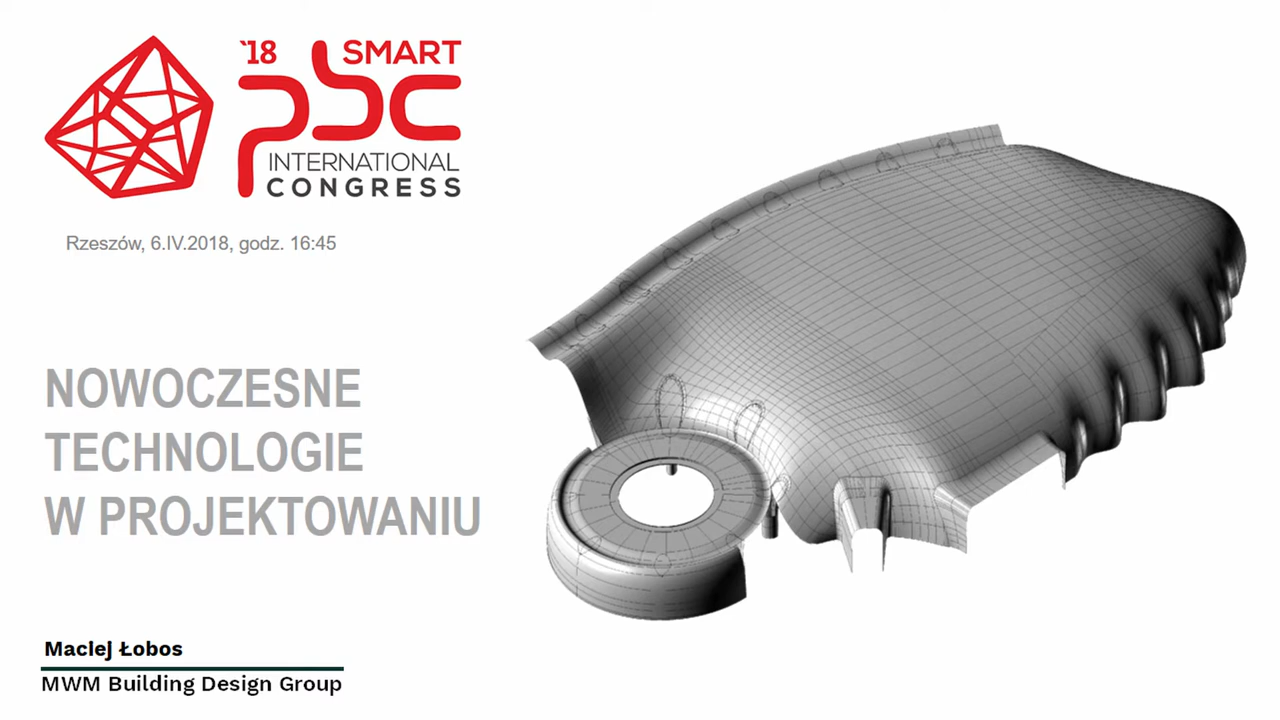 `18 SMART
pbc
INTERNATIONAL
CONGRESS
Rzeszów, 6.IV.2018, godz. 16:45
NOWOCZESNE
TECHNOLOGIE
W PROJEKTOWANIU
Maciej Łobos
MWM Building Design Group